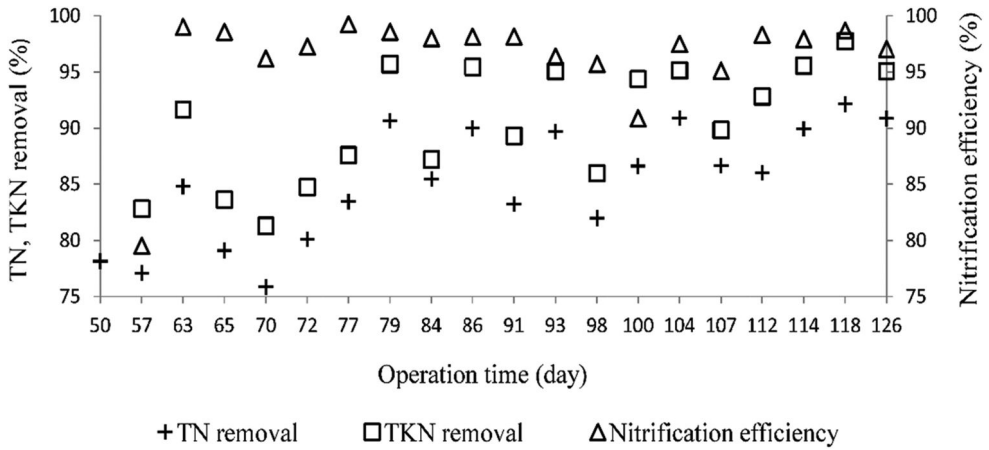 TN, TKN removal (%)
100
95
90
85
80
75
100
95
90
85
80
75
Nitrification efficiency (%)
50 57 63 65 70 72 77 79 84 86 91 93 98 100 104 107 112 114 118 126
Operation time (day)
TN removal TKN removal Nitrification efficiency